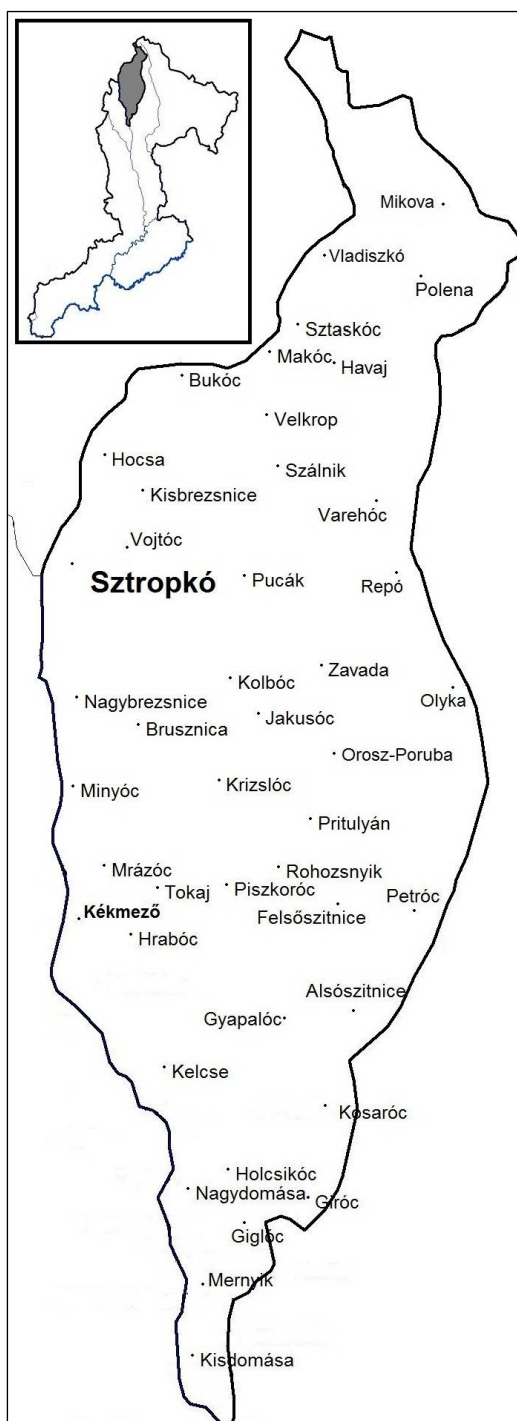 Mikova
Vladiszkó
Polena
Sztaskóc
Makóc
Havaj
Bukóc
Velkrop
Hocsa
Szálnik
Kisbrezsnice
Varehóc
Vojtóc
Sztropkó
Pucák
Repó
Zavada
Kolbóc
Olyka
Nagybrezsnice
Jakusóc
Brusznica
Orosz-Poruba
Minyóc
Krizslóc
Pritulyán
Mrázóc
Rohozsnyik
Tokaj
Piszkoróc
Petróc
Kékmező
Felsőszitnice
Hrabóc
Alsószitnice
Gyapalóc
Kelcse
Kosaróc
Holcsikóc
Nagydomása
Giróc
Giglóc
Mernyik
Kisdomása